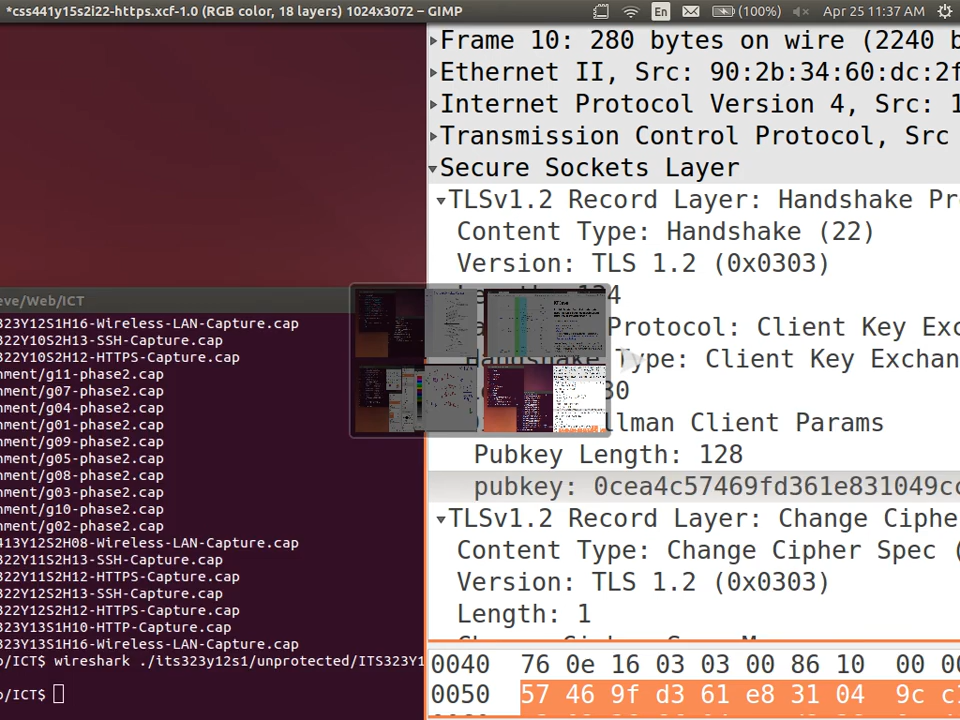 *css441y15s2i22-https.xcf-1.0 (RGB color, 18 layers) 1024x3072 – GIMP
En
(100%)
Apr 25 11:37 AM
Frame 10: 280 bytes on wire (2240 b
Ethernet II, Src: 90:2b:34:60:dc:2f
Internet Protocol Version 4, Src: 1
Transmission Control Protocol, Src
Secure Sockets Layer
TLSv1.2 Record Layer: Handshake Pr
Content Type: Handshake (22)
Version: TLS 1.2 (0x0303)
Protocol: Client Key Exc
Handshake Type: Client Key Exchan
llman Client Params
Pubkey Length: 128
pubkey: 0cea4c57469fd361e831049cc
TLSv1.2 Record Layer: Change Ciphe
Content Type: Change Cipher Spec (
Version: TLS 1.2 (0x0303)
Length: 1
0040 76 0e 16 03 03 00 86 10 00 00
0050 57 46 9f d3 61 e8 31 04 9c c
eve/Web/ICT
323Y12S1H16-Wireless-LAN-Capture.cap
322Y10S2H13-SSH-Capture.cap
322Y10S2H12-HTTPS-Capture.cap
nment/g11-phase2.cap
nment/g07-phase2.cap
nment/g04-phase2.cap
nment/g01-phase2.cap
nment/g09-phase2.cap
nment/g05-phase2.cap
nment/g08-phase2.cap
nment/g03-phase2.cap
nment/g10-phase2.cap
nment/g02-phase2.cap
413Y12S2H08-Wireless-LAN-Capture.cap
322Y11S2H13-SSH-Capture.cap
322Y11S2H12-HTTPS-Capture.cap
322Y12S2H13-SSH-Capture.cap
322Y12S2H12-HTTPS-Capture.cap
323Y13S1H10-HTTP-Capture.cap
323Y13S1H16-Wireless-LAN-Capture.cap
o/ICT$ wireshark ./its323y12s1/unprotected/ITS323Y1
o/ICT$